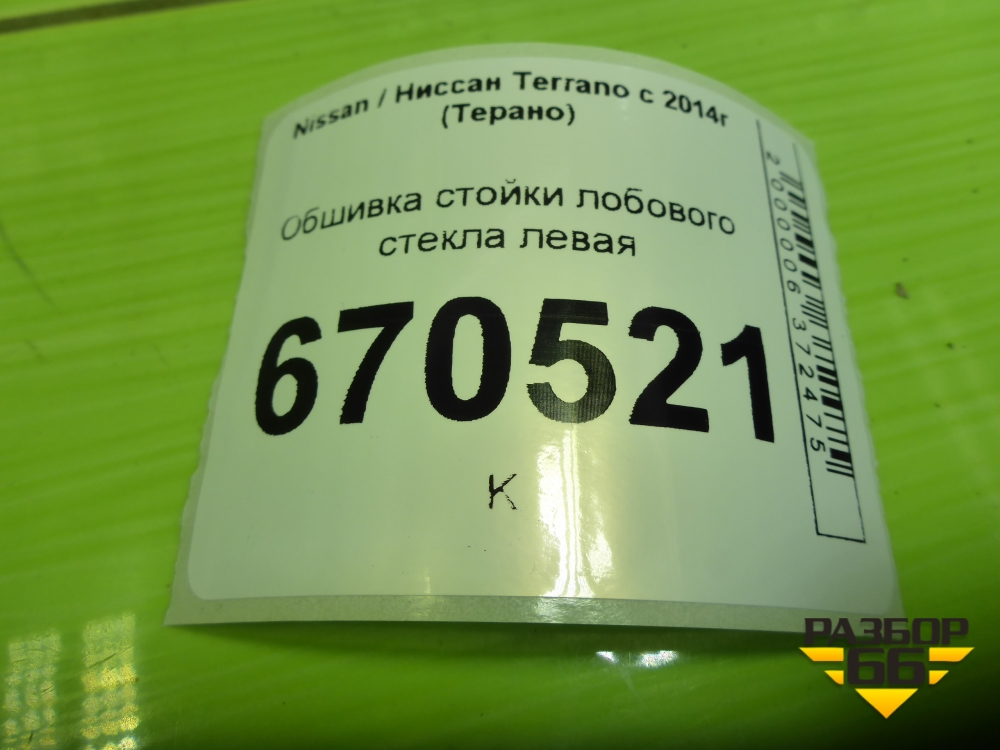 Nissan / Ниссан Terrano с 2014г
(Терано)
Обшивка стойки лобового
стекла левая
670521
К
2000006372475
РАЗБОР
66